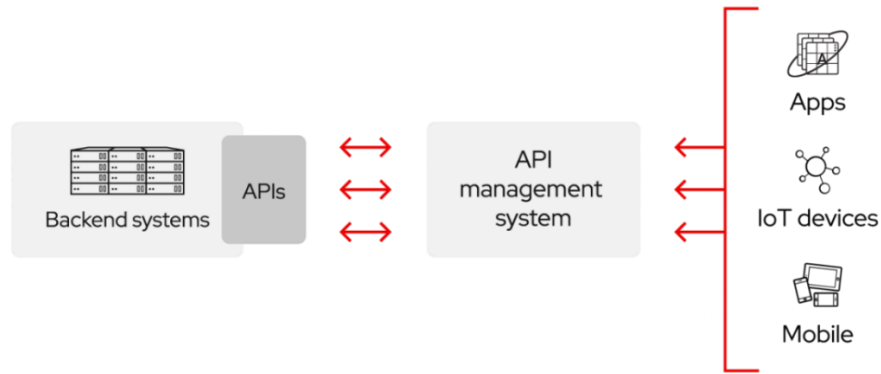 Backend systems
APIs
API
management
system
A
Apps
IoT devices
Mobile